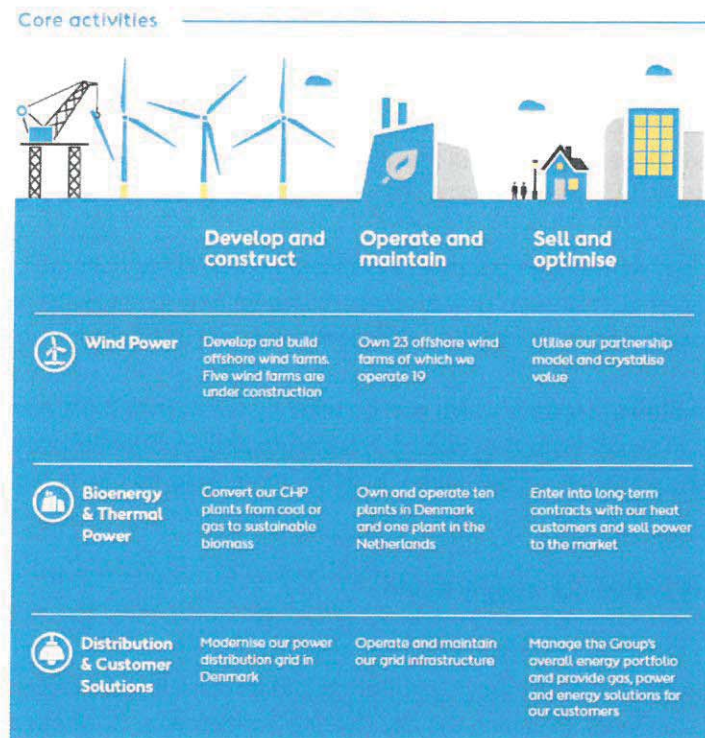 Core activities
Develop and
construct
Operate and
maintain
Sell and
optimise
Wind Power
Develop and build
offshore wind farms.
Five wind farms are
under construction
Own 23 offshore wind
farms of which we
operate 19
Utilise our partnership
model and crystalise
value
Bioenergy
& Thermal
Power
Convert our CHP
plants from coal or
gas to sustainable
biomass
Own and operate ten
plants in Denmark
and one plant in the
Netherlands
Enter into long-term
contracts with our heat
customers and sell power
to the market
Distribution
& Customer
Solutions
Modernise our power
distribution grid in
Denmark
Operate and maintain
our grid infrastructure
Manage the Group's
overall energy portfolio
and provide gas, power
and energy solutions for
our customers